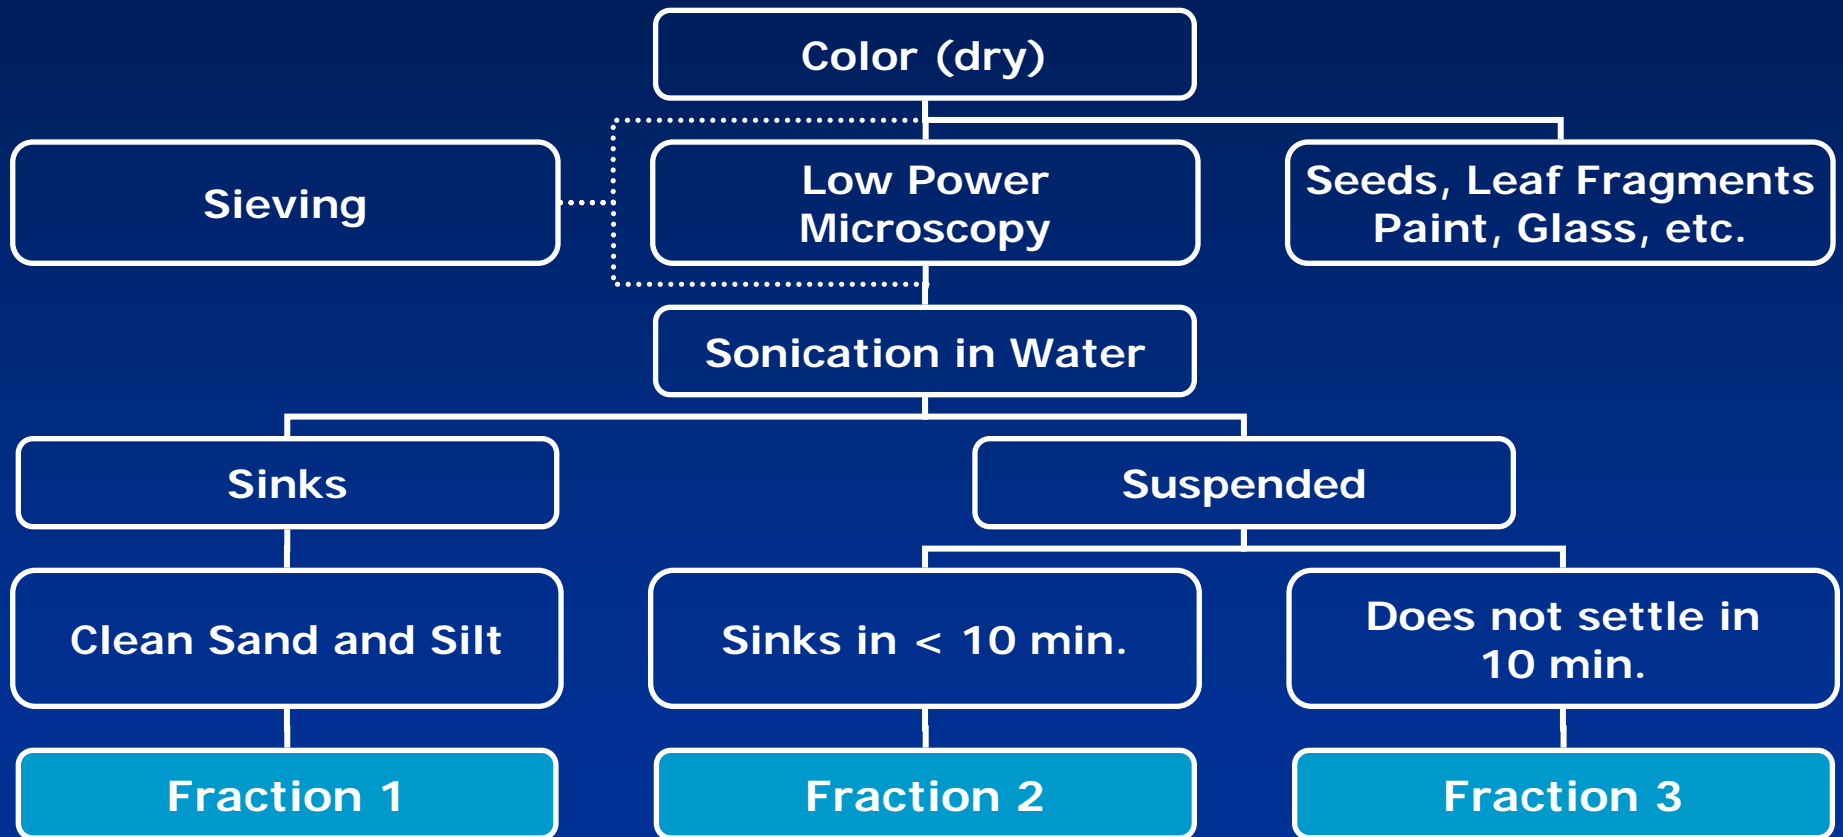 Color (dry)
Sieving
Low Power
Microscopy
Seeds, Leaf Fragments
Paint, Glass, etc.
Sonication in Water
Sinks
Suspended
Clean Sand and Silt
Sinks in < 10 min.
Does not settle in
10 min.
Fraction 1
Fraction 2
Fraction 3